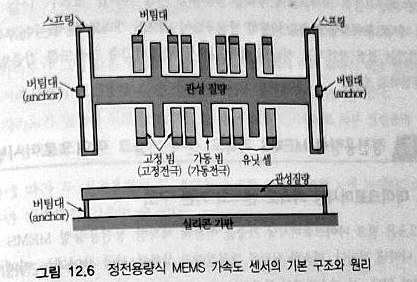 스프링
버팀대
스프링
버팀대
(anchor)
관성 질량
버팀대
(anchor)
고정 빔
(고정전극)
가동 빔
(가동전극)
유닛 셀
관성질량
버팀대
(anchor)
실리콘 기판
그림 12.6 정전용량식 MEMS 가속도 센서의 기본 구조와 원리